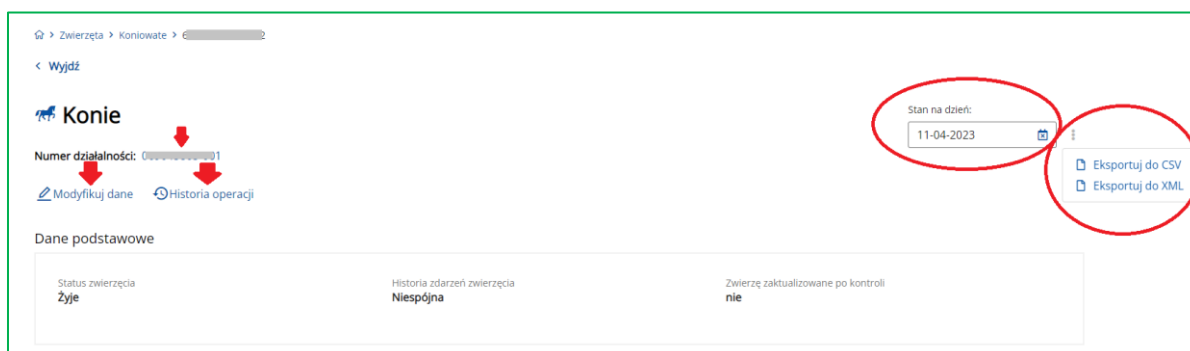 Zwierzęta > Koniowate >
< Wyjdź
Konie
Stan na dzień:
11-04-2023
Numer działalności:
Eksportuj do CSV
Eksportuj do XML
Modyfikuj dane Historia operacji
Dane podstawowe
Status zwierzęcia Historia zdarzeń zwierzęcia Zwierzę zaktualizowane po kontroli
Żyje Niespójna nie